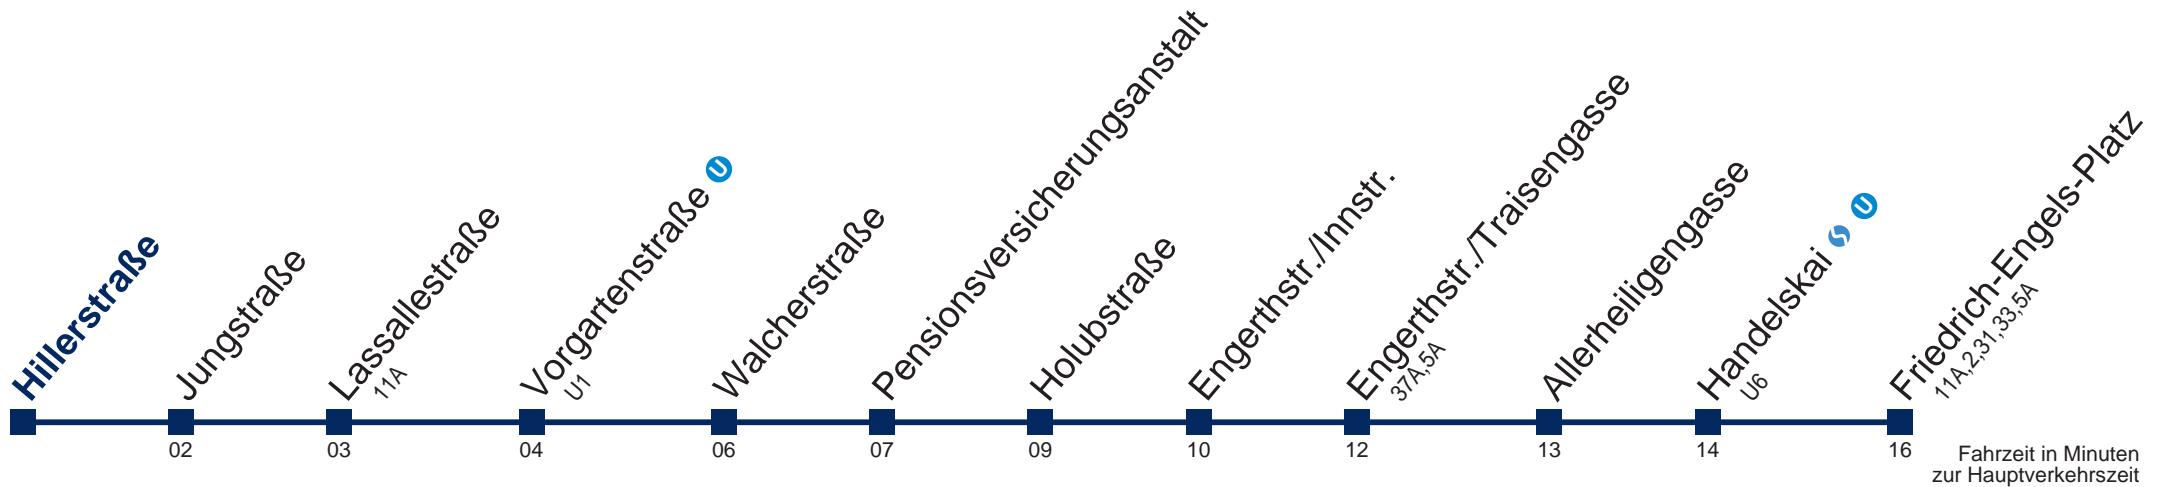 Hillerstraße
Jungstraße
Lassallestraße
11A
Vorgartenstraße U
U1
Walcherstraße
Pensionsversicherungsanstalt
Holubstraße
Engerthstr./Innstr.
Engerthstr./Traisengasse
37A,5A
Allerheiligengasse
Handelskai S U
U6
Friedrich-Engels-Platz
11A,2,31,33,5A
02 03 04 06 07 09 10 12 13 14 16
Fahrzeit in Minuten
zur Hauptverkehrszeit